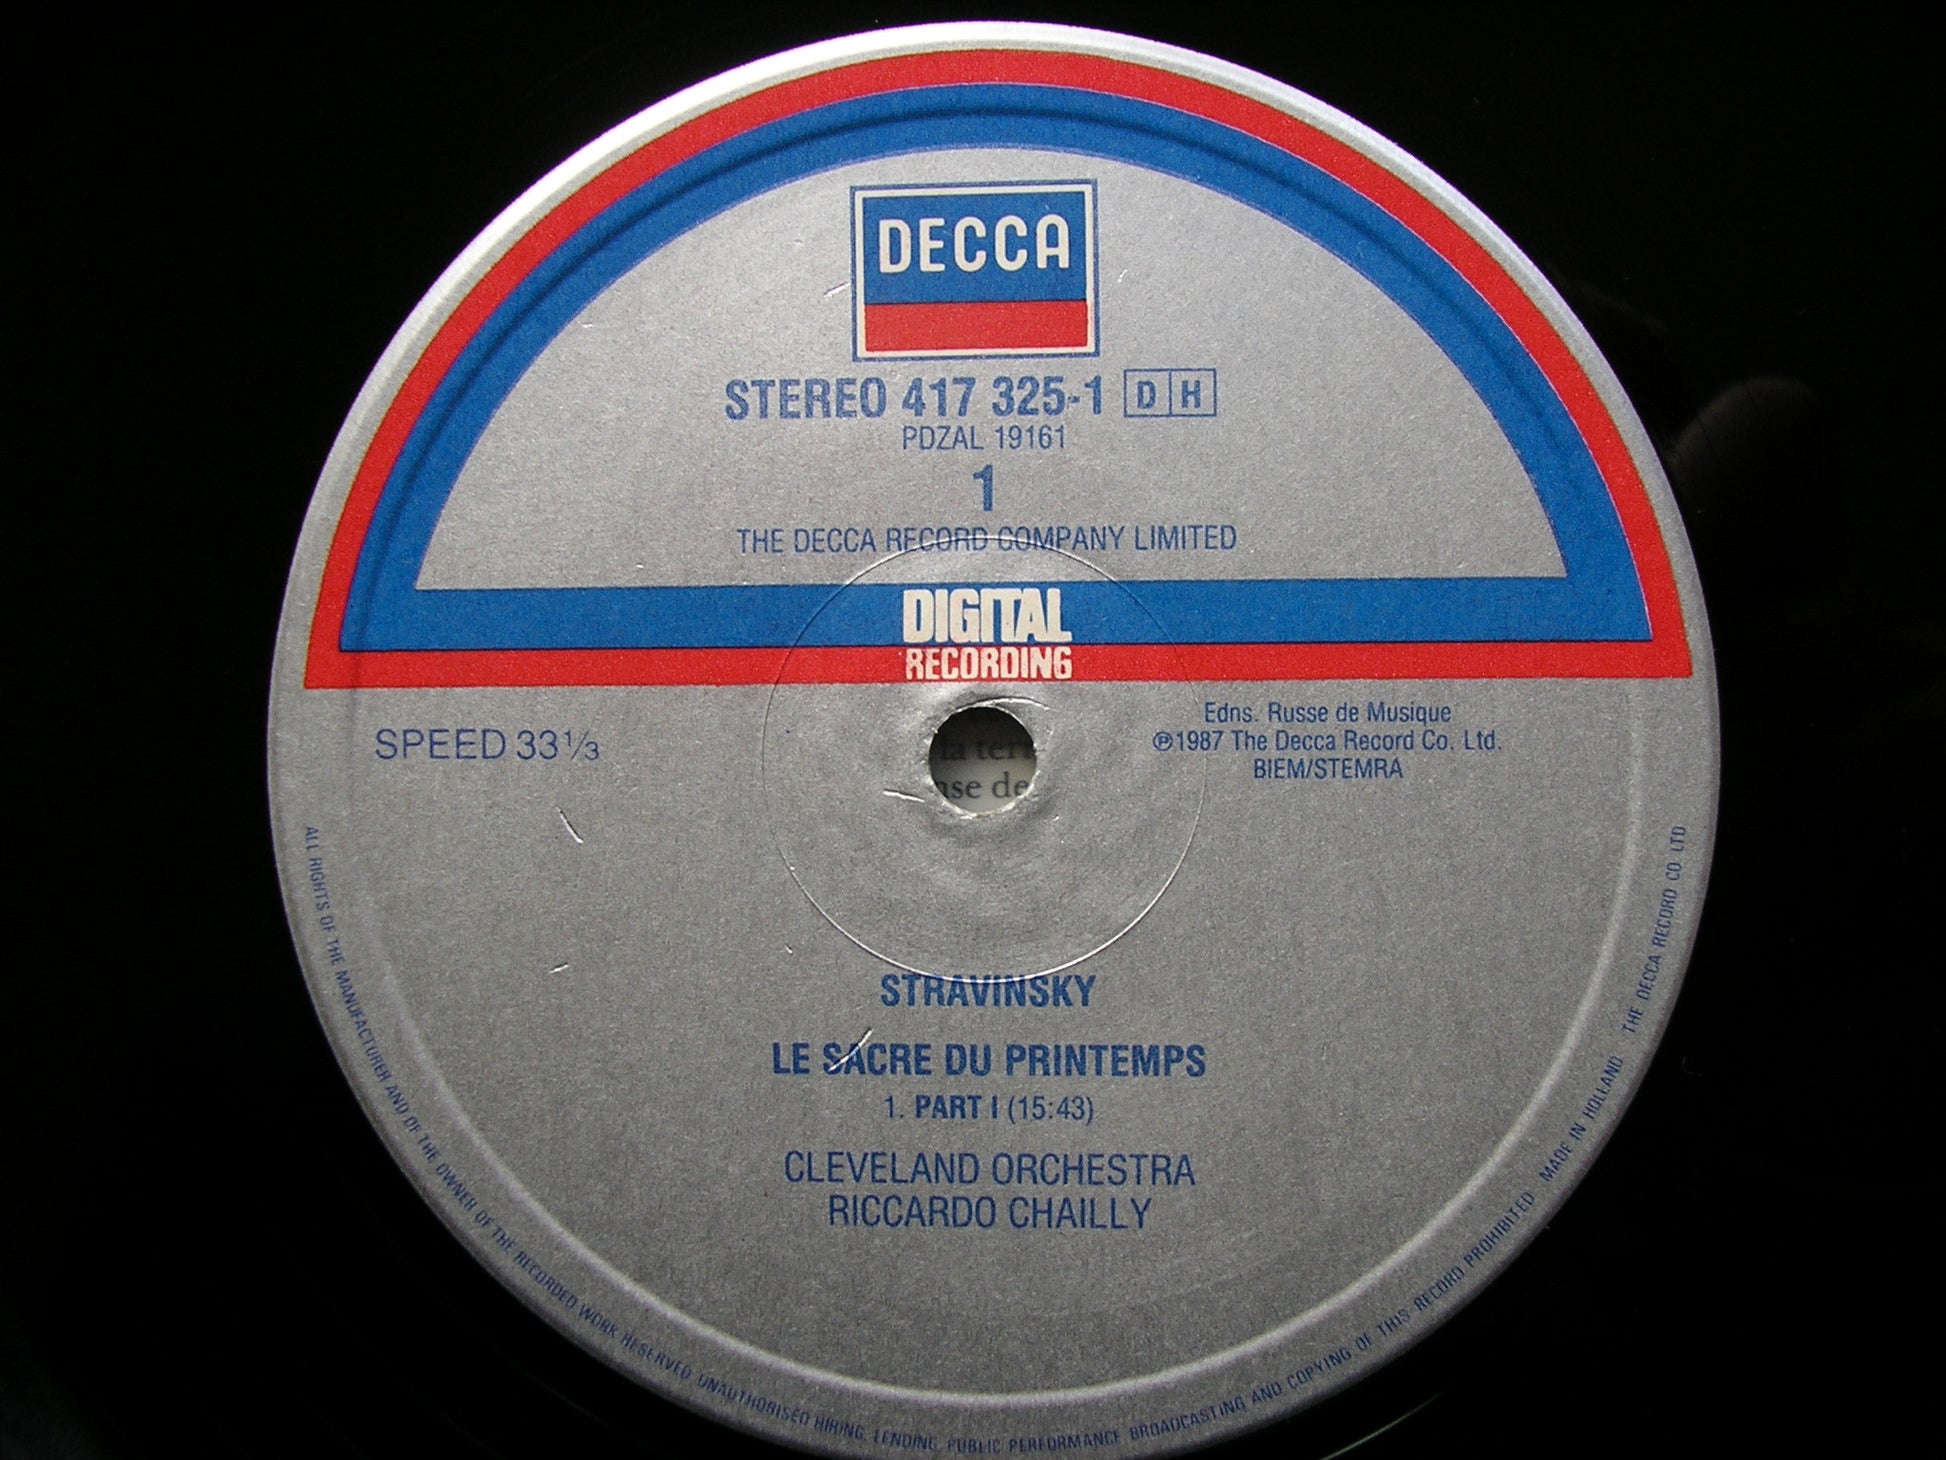 DECCA
STEREO 417 325-1 DH
PDZAL 19161
1
THE DECCA RECORD COMPANY LIMITED
DIGITAL
RECORDING
SPEED 33⅓
Edns. Russe de Musique
℗1987 The Decca Record Co. Ltd.
BIEM/STEMRA
la
de
STRAVINSKY
LE SACRE DU PRINTEMPS
1. PART I (15:43)
CLEVELAND ORCHESTRA
RICCARDO CHAILLY
ALL RIGHTS OF THE MANUFACTURER AND OF THE OWNER OF THE RECORDED WORK RESERVED. UNAUTHORISED HIRING, LENDING, PUBLIC PERFORMANCE BROADCASTING AND COPYING OF THIS RECORD PROHIBITED MADE IN HOLLAND THE DECCA RECORD CO. LTD